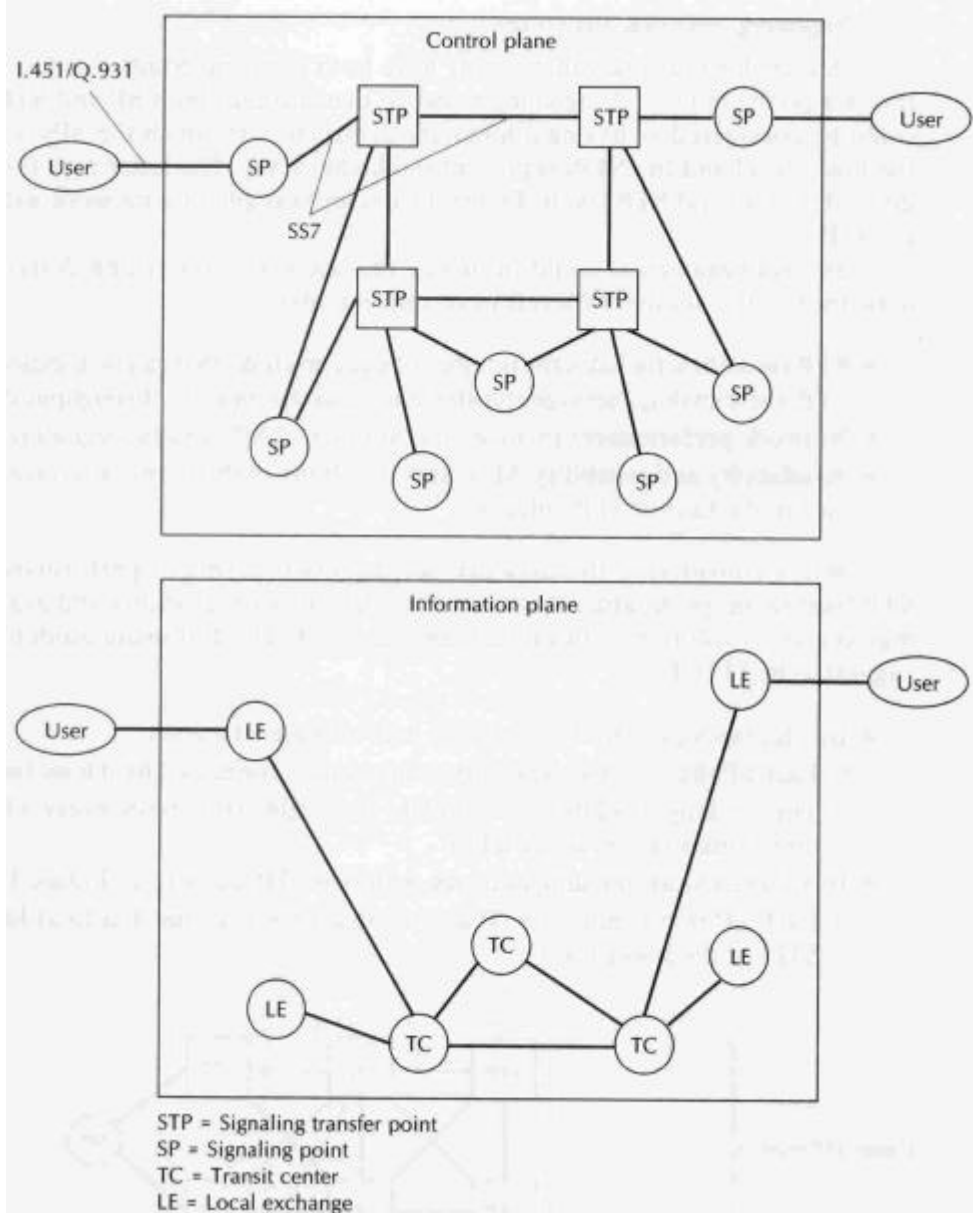 Control plane
I.451/Q.931
STP
STP
SP
User
User
SP
SS7
STP
STP
SP
SP
SP
SP
SP
Information plane
LE
User
User
LE
TC
LE
LE
TC
TC
STP = Signaling transfer point
SP = Signaling point
TC = Transit center
LE = Local exchange